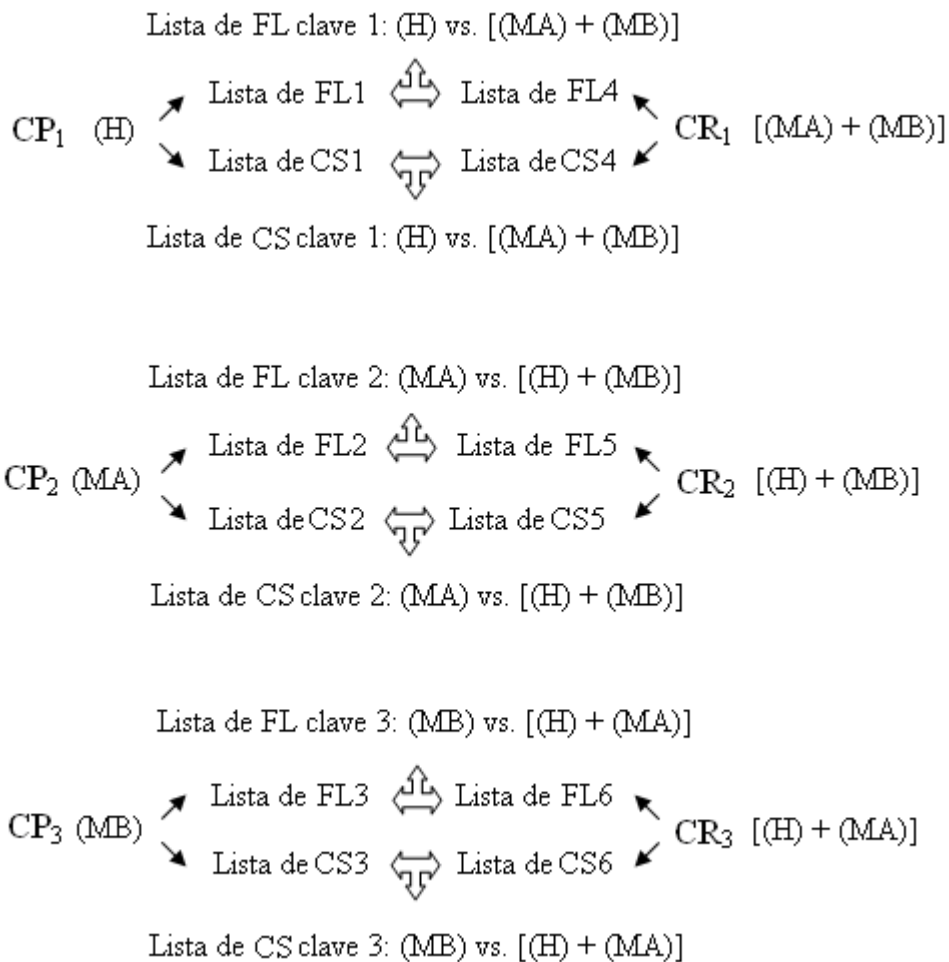 Lista de FL clave 1: (H) vs. [(MA) + (MB)]
Lista de FL1 Lista de FL4
CP₁ (H) CR₁ [(MA) + (MB)]
Lista de CS1 Lista de CS4
Lista de CS clave 1: (H) vs. [(MA) + (MB)]
Lista de FL clave 2: (MA) vs. [(H) + (MB)]
Lista de FL2 Lista de FL5
CP₂ (MA) CR₂ [(H) + (MB)]
Lista de CS2 Lista de CS5
Lista de CS clave 2: (MA) vs. [(H) + (MB)]
Lista de FL clave 3: (MB) vs. [(H) + (MA)]
Lista de FL3 Lista de FL6
CP₃ (MB) CR₃ [(H) + (MA)]
Lista de CS3 Lista de CS6
Lista de CS clave 3: (MB) vs. [(H) + (MA)]